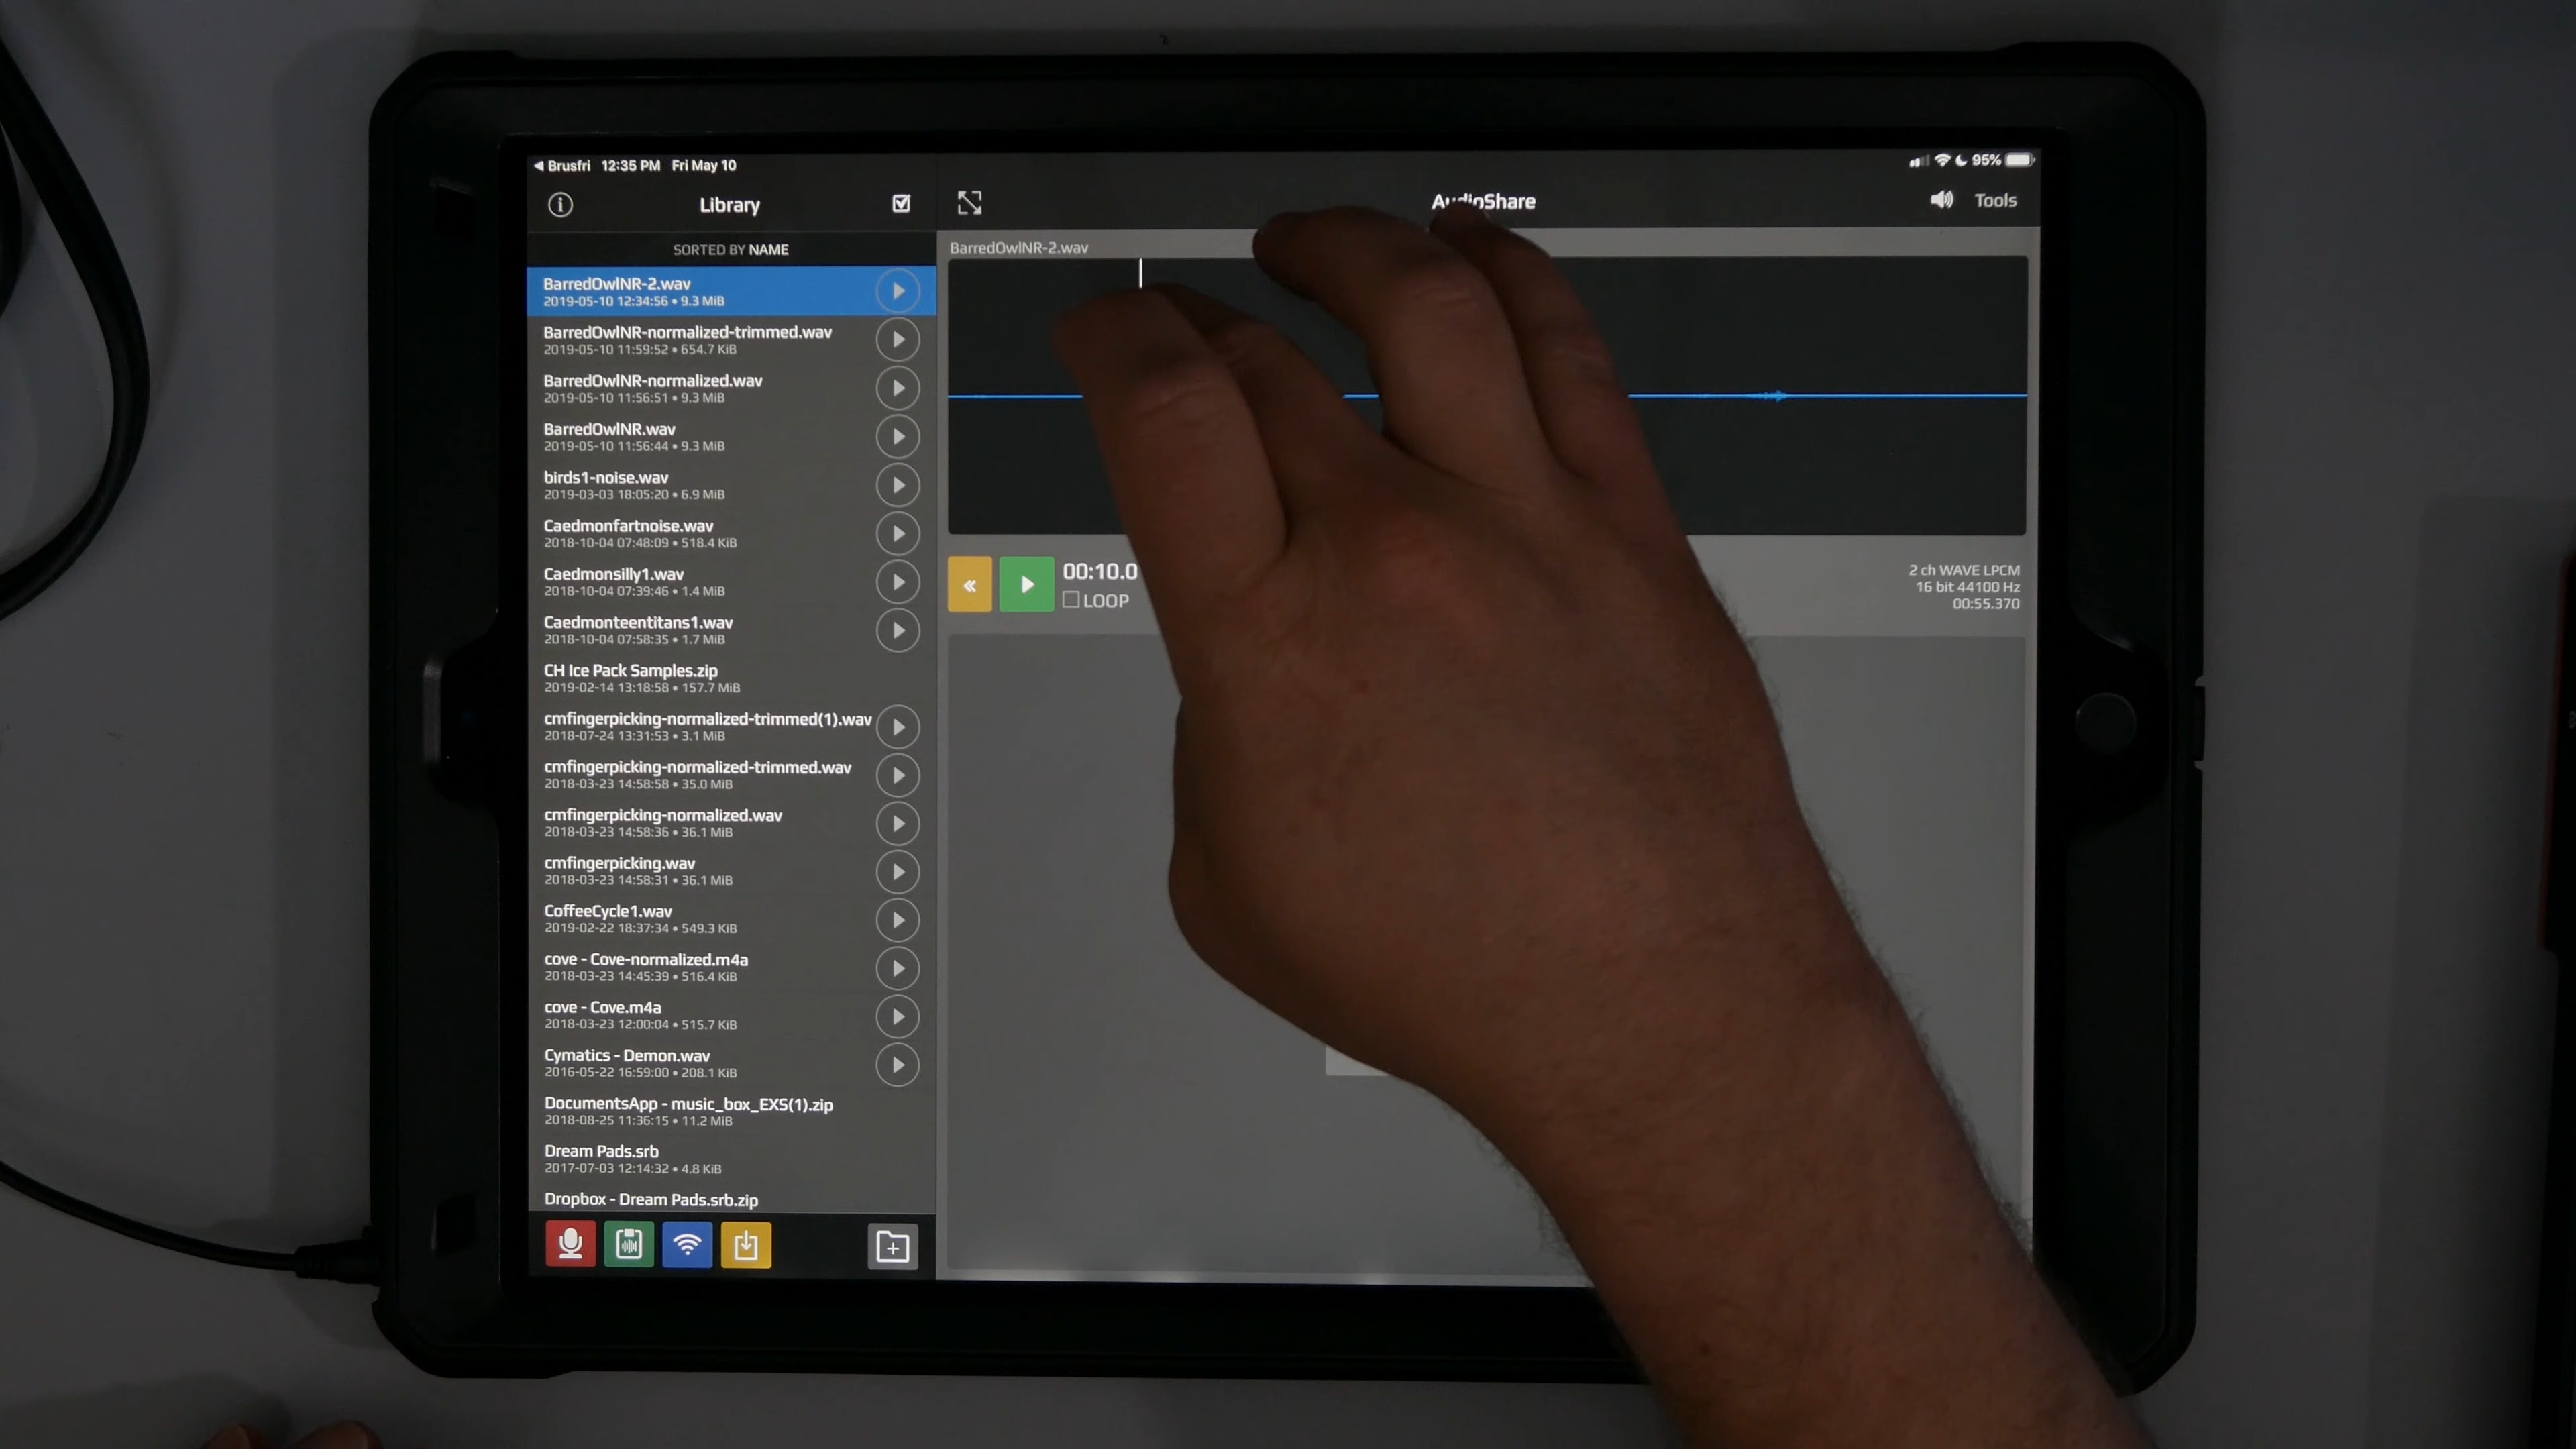 ◀ Brusfri 12:35 PM Fri May 10
95%
Library
AudioShare
Tools
SORTED BY NAME
BarredOwlNR-2.wav
2019-05-10 12:34:56 • 9.3 MiB
BarredOwlNR-normalized-trimmed.wav
2019-05-10 11:59:52 • 654.7 KiB
BarredOwlNR-normalized.wav
2019-05-10 11:56:51 • 9.3 MiB
BarredOwlNR.wav
2019-05-10 11:56:44 • 9.3 MiB
birds1-noise.wav
2019-03-03 18:05:20 • 6.9 MiB
Caedmonfartnoise.wav
2018-10-04 07:48:09 • 518.4 KiB
Caedmonsilly1.wav
2018-10-04 07:39:46 • 1.4 MiB
Caedmonteentitans1.wav
2018-10-04 07:58:35 • 1.7 MiB
CH Ice Pack Samples.zip
2019-02-14 13:18:58 • 157.7 MiB
cmfingerpicking-normalized-trimmed(1).wav
2018-07-24 13:31:53 • 3.1 MiB
cmfingerpicking-normalized-trimmed.wav
2018-03-23 14:58:58 • 35.0 MiB
cmfingerpicking-normalized.wav
2018-03-23 14:58:36 • 36.1 MiB
cmfingerpicking.wav
2018-03-23 14:58:31 • 36.1 MiB
CoffeeCycle1.wav
2019-02-22 18:37:34 • 549.3 KiB
cove - Cove-normalized.m4a
2018-03-23 14:45:39 • 516.4 KiB
cove - Cove.m4a
2018-03-23 12:00:04 • 515.7 KiB
Cymatics - Demon.wav
2016-05-22 16:59:00 • 208.1 KiB
DocumentsApp - music_box_EXS(1).zip
2018-08-25 11:36:15 • 11.2 MiB
Dream Pads.srb
2017-07-03 12:14:32 • 4.8 KiB
Dropbox - Dream Pads.srb.zip
BarredOwlNR-2.wav
00:10.0
LOOP
2 ch WAVE LPCM
16 bit 44100 Hz
00:55.370